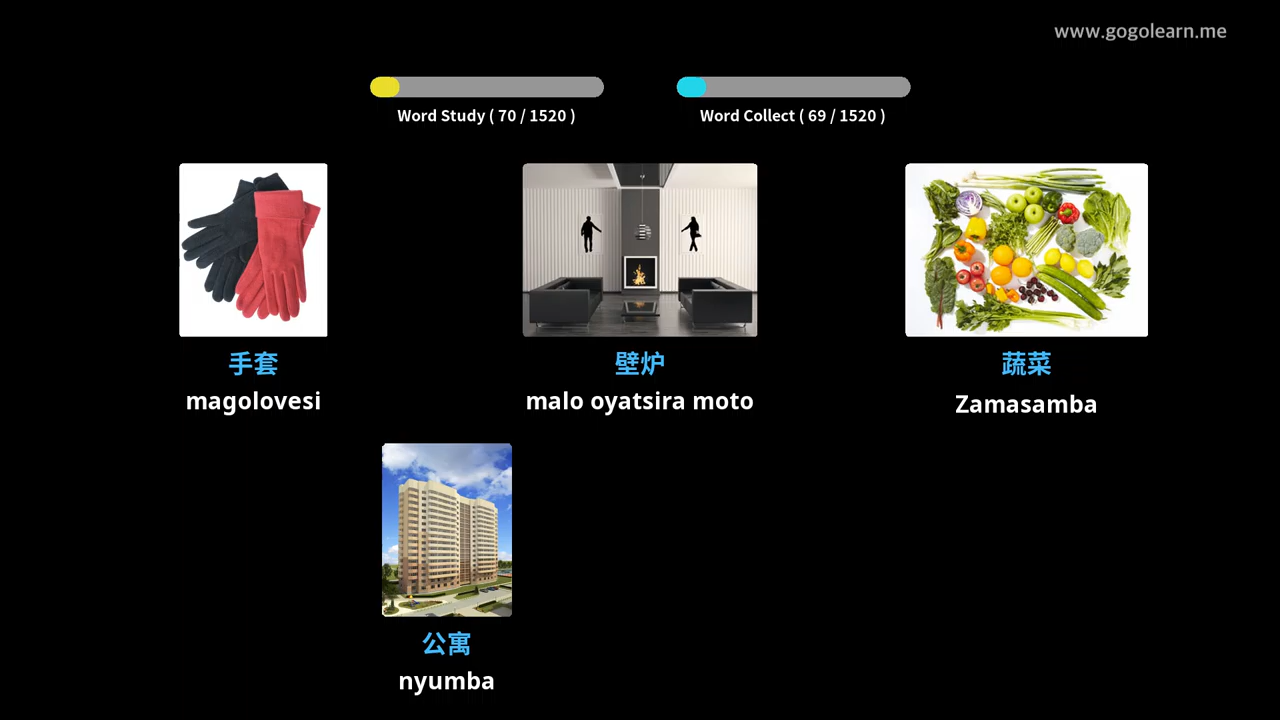 www.gogolearn.me
Word Study ( 70 / 1520 )
Word Collect ( 69 / 1520 )
手套
magolovesi
壁炉
malo oyatsira moto
蔬菜
Zamasamba
公寓
nyumba